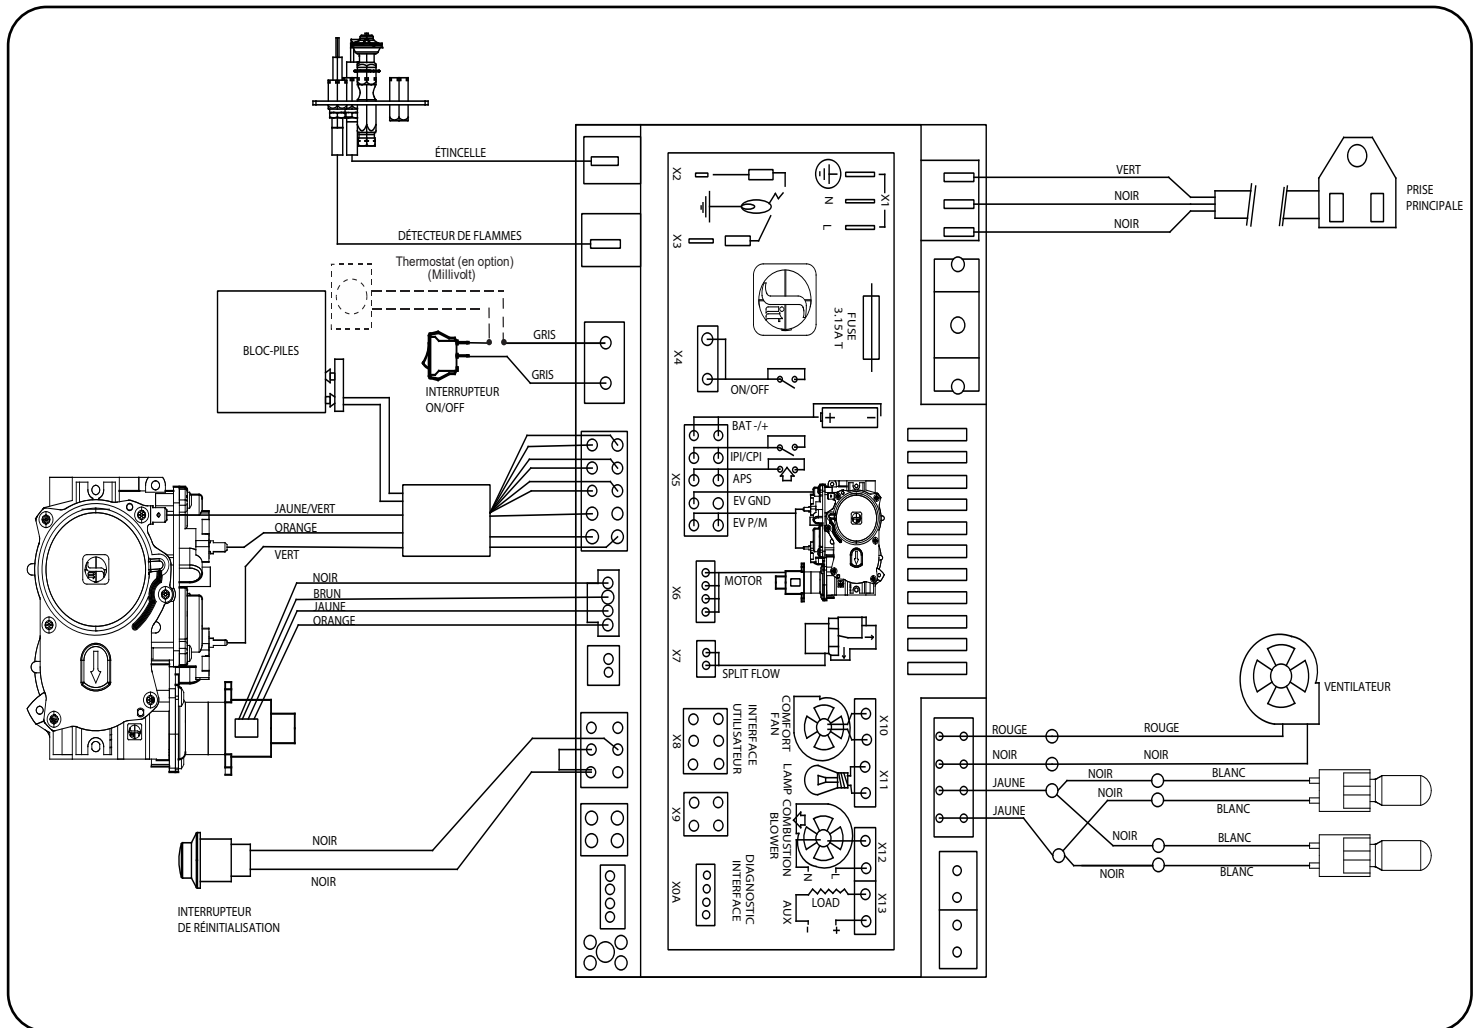 ÉTINCELLE
DÉTECTEUR DE FLAMMES
Thermostat (en option)
(Millivolt)
BLOC-PILES
GRIS
GRIS
INTERRUPTEUR
ON/OFF
JAUNE/VERT
ORANGE
VERT
NOIR
BRUN
JAUNE
ORANGE
NOIR
NOIR
INTERRUPTEUR
DE RÉINITIALISATION
X2
X3
X1
N
L
FUSE
3.15A T
X4
ON/OFF
X5
BAT -/+
+ -
IPI/CPI
APS
EV GND
EV P/M
X6
MOTOR
X7
SPLIT FLOW
X8
INTERFACE
UTILISATEUR
COMFORT
FAN
X10
LAMP
X11
X9
COMBUSTION
BLOWER
N
L
X12
X0A
DIAGNOSTIC
INTERFACE
AUX
LOAD
- +
X13
VERT
NOIR
NOIR
PRISE
PRINCIPALE
VENTILATEUR
ROUGE
ROUGE
NOIR
NOIR
JAUNE
NOIR
BLANC
NOIR
BLANC
JAUNE
NOIR
BLANC
NOIR
BLANC